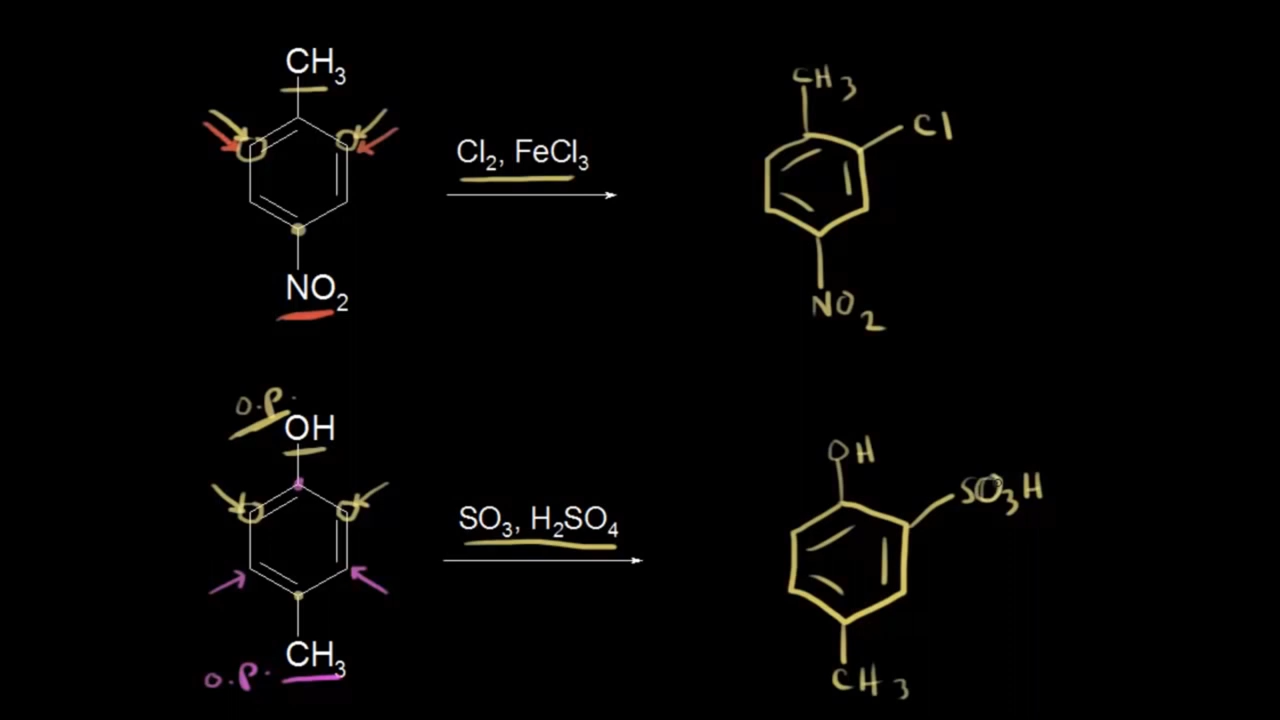 CH₃
Cl₂, FeCl₃
NO₂
CH₃
Cl
NO₂
o.p.
OH
SO₃, H₂SO₄
CH₃
o.p.
OH
SO₃H
CH₃